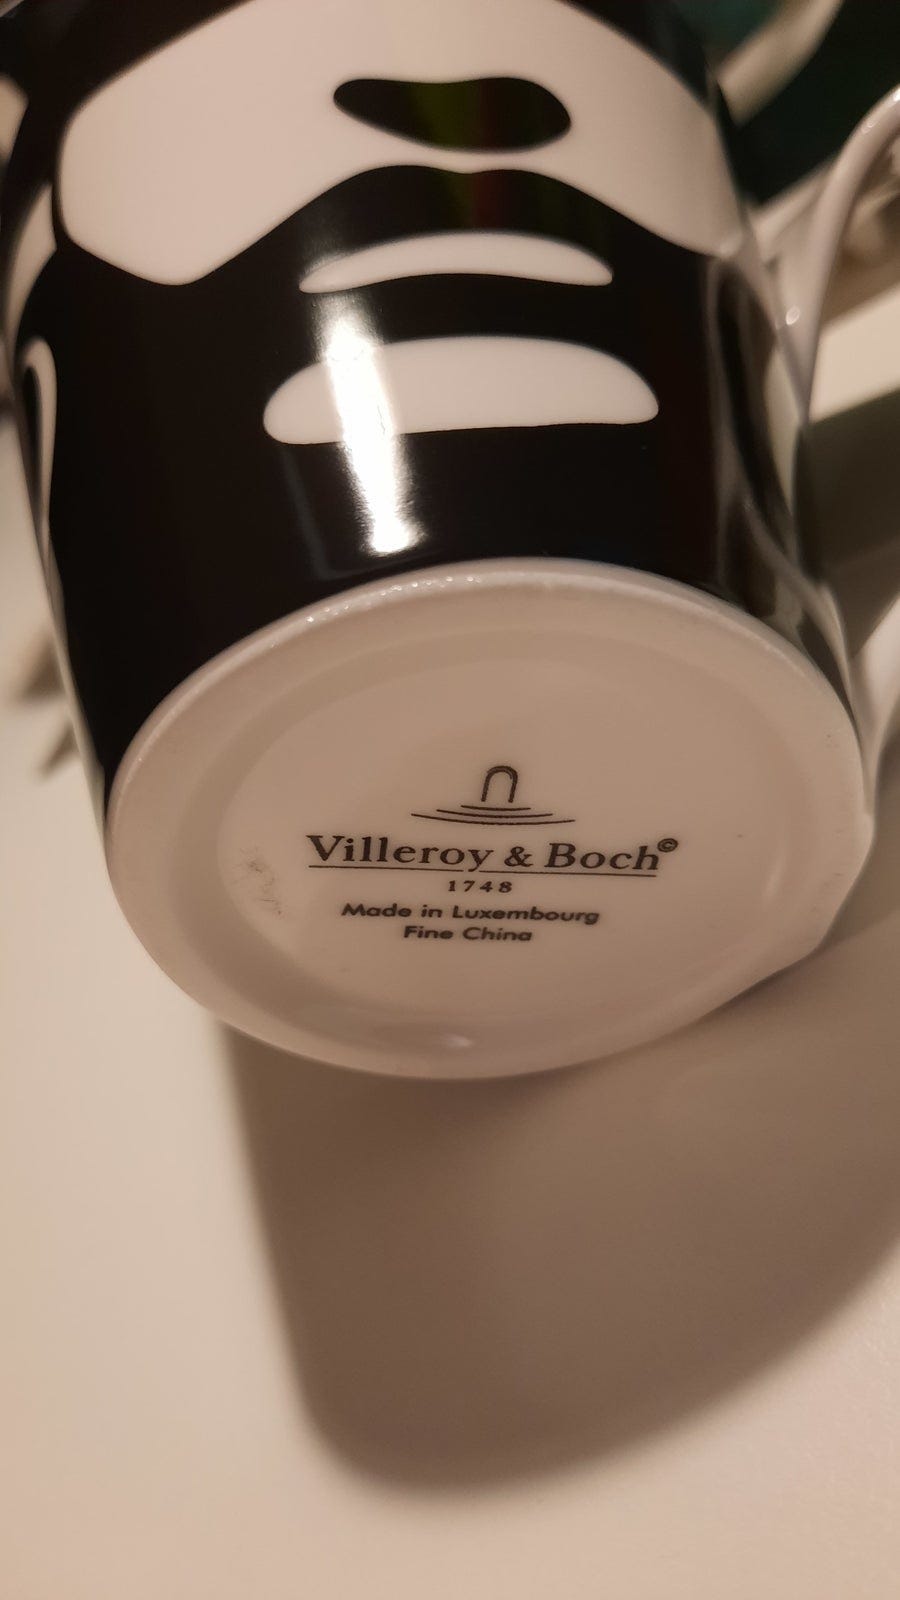 Villeroy & Boch©
1748
Made in Luxembourg
Fine China